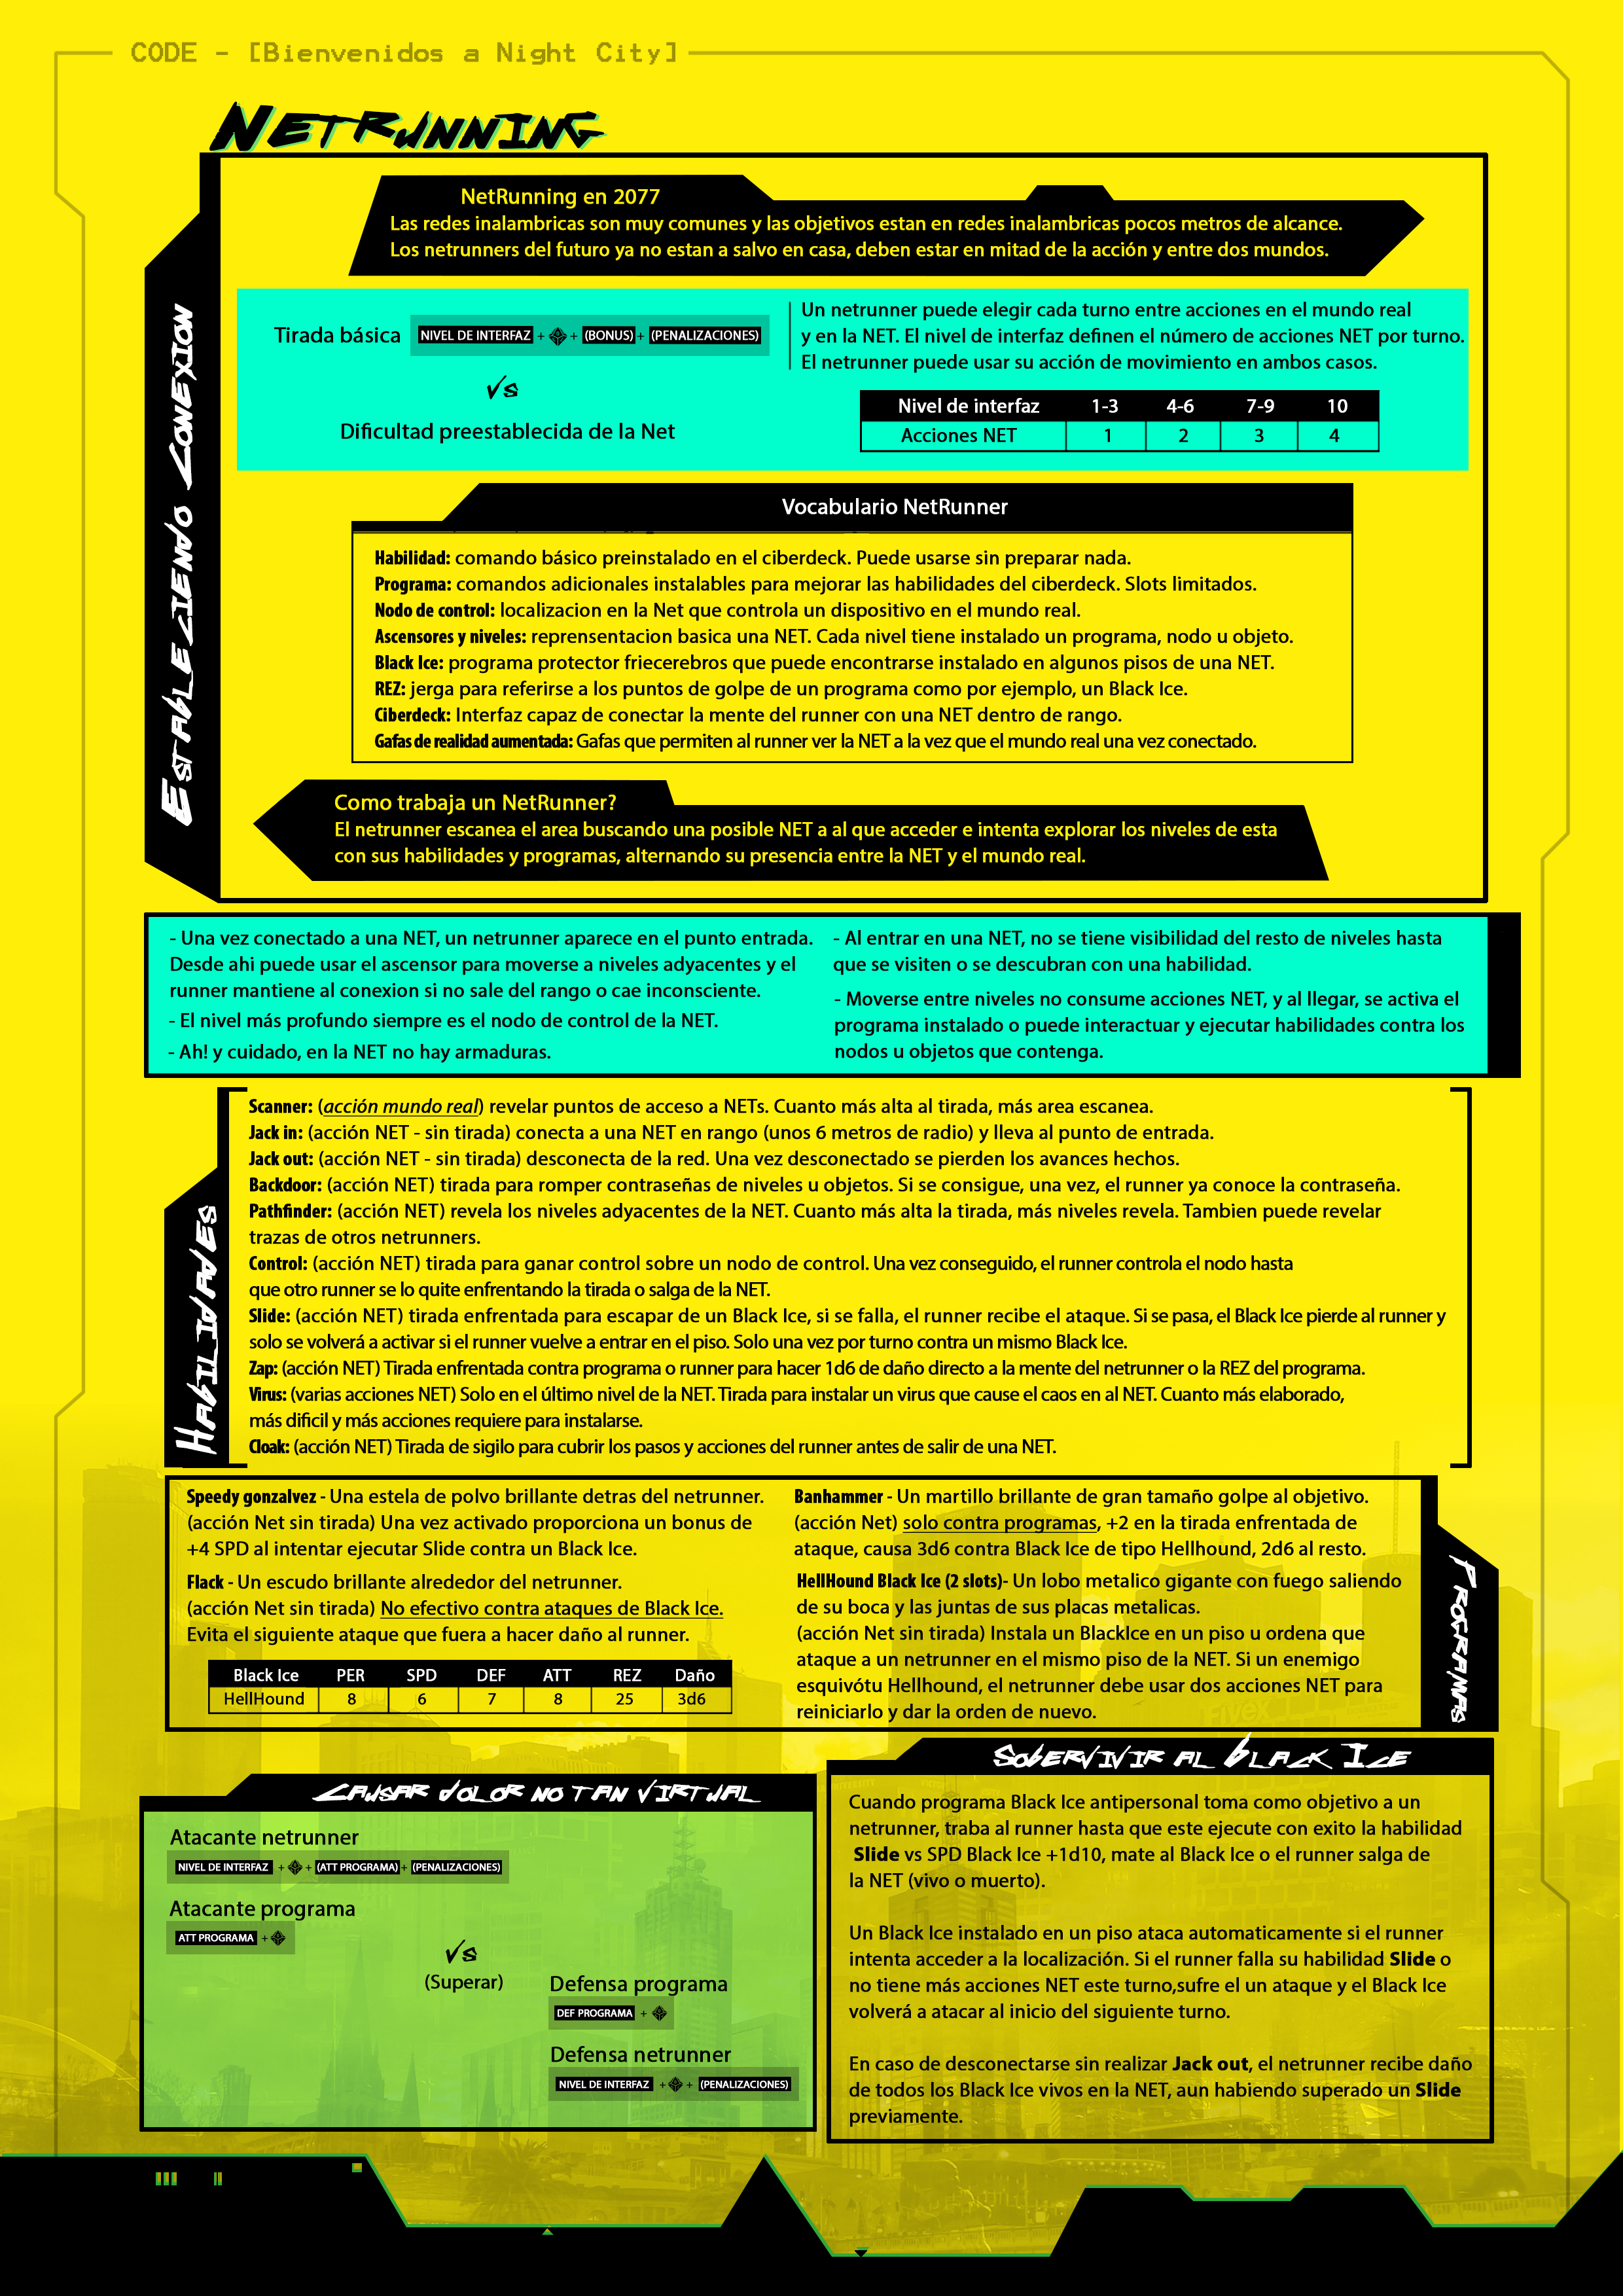 CODE - [Bienvenidos a Night City]
NETRUNNING
ESTABLECIENDO CONEXION
NetRunning en 2077
Las redes inalambricas son muy comunes y las objetivos estan en redes inalambricas pocos metros de alcance.
Los netrunners del futuro ya no estan a salvo en casa, deben estar en mitad de la acción y entre dos mundos.
Tirada básica NIVEL DE INTERFAZ + + (BONUS) + (PENALIZACIONES)
VS
Dificultad preestablecida de la Net
Un netrunner puede elegir cada turno entre acciones en el mundo real
y en la NET. El nivel de interfaz definen el número de acciones NET por turno.
El netrunner puede usar su acción de movimiento en ambos casos.
Nivel de interfaz 1-3 4-6 7-9 10
Acciones NET 1 2 3 4
Vocabulario NetRunner
Habilidad: comando básico preinstalado en el ciberdeck. Puede usarse sin preparar nada.
Programa: comandos adicionales instalables para mejorar las habilidades del ciberdeck. Slots limitados.
Nodo de control: localizacion en la Net que controla un dispositivo en el mundo real.
Ascensores y niveles: reprensentacion basica una NET. Cada nivel tiene instalado un programa, nodo u objeto.
Black Ice: programa protector friecerebros que puede encontrarse instalado en algunos pisos de una NET.
REZ: jerga para referirse a los puntos de golpe de un programa como por ejemplo, un Black Ice.
Ciberdeck: Interfaz capaz de conectar la mente del runner con una NET dentro de rango.
Gafas de realidad aumentada: Gafas que permiten al runner ver la NET a la vez que el mundo real una vez conectado.
Como trabaja un NetRunner?
El netrunner escanea el area buscando una posible NET a al que acceder e intenta explorar los niveles de esta
con sus habilidades y programas, alternando su presencia entre la NET y el mundo real.
- Una vez conectado a una NET, un netrunner aparece en el punto entrada.
Desde ahi puede usar el ascensor para moverse a niveles adyacentes y el
runner mantiene al conexion si no sale del rango o cae inconsciente.
- El nivel más profundo siempre es el nodo de control de la NET.
- Ah! y cuidado, en la NET no hay armaduras.
- Al entrar en una NET, no se tiene visibilidad del resto de niveles hasta
que se visiten o se descubran con una habilidad.
- Moverse entre niveles no consume acciones NET, y al llegar, se activa el
programa instalado o puede interactuar y ejecutar habilidades contra los
nodos u objetos que contenga.
HABILIDADES
Scanner: (acción mundo real) revelar puntos de acceso a NETs. Cuanto más alta al tirada, más area escanea.
Jack in: (acción NET - sin tirada) conecta a una NET en rango (unos 6 metros de radio) y lleva al punto de entrada.
Jack out: (acción NET - sin tirada) desconecta de la red. Una vez desconectado se pierden los avances hechos.
Backdoor: (acción NET) tirada para romper contraseñas de niveles u objetos. Si se consigue, una vez, el runner ya conoce la contraseña.
Pathfinder: (acción NET) revela los niveles adyacentes de la NET. Cuanto más alta la tirada, más niveles revela. Tambien puede revelar
trazas de otros netrunners.
Control: (acción NET) tirada para ganar control sobre un nodo de control. Una vez conseguido, el runner controla el nodo hasta
que otro runner se lo quite enfrentando la tirada o salga de la NET.
Slide: (acción NET) tirada enfrentada para escapar de un Black Ice, si se falla, el runner recibe el ataque. Si se pasa, el Black Ice pierde al runner y
solo se volverá a activar si el runner vuelve a entrar en el piso. Solo una vez por turno contra un mismo Black Ice.
Zap: (acción NET) Tirada enfrentada contra programa o runner para hacer 1d6 de daño directo a la mente del netrunner o la REZ del programa.
Virus: (varias acciones NET) Solo en el último nivel de la NET. Tirada para instalar un virus que cause el caos en al NET. Cuanto más elaborado,
más dificil y más acciones requiere para instalarse.
Cloak: (acción NET) Tirada de sigilo para cubrir los pasos y acciones del runner antes de salir de una NET.
Speedy gonzalvez - Una estela de polvo brillante detras del netrunner.
(acción Net sin tirada) Una vez activado proporciona un bonus de
+4 SPD al intentar ejecutar Slide contra un Black Ice.
Flack - Un escudo brillante alrededor del netrunner.
(acción Net sin tirada) No efectivo contra ataques de Black Ice.
Evita el siguiente ataque que fuera a hacer daño al runner.
Black Ice PER SPD DEF ATT REZ Daño
HellHound 8 6 7 8 25 3d6
Banhammer - Un martillo brillante de gran tamaño golpe al objetivo.
(acción Net) solo contra programas, +2 en la tirada enfrentada de
ataque, causa 3d6 contra Black Ice de tipo Hellhound, 2d6 al resto.
HellHound Black Ice (2 slots)- Un lobo metalico gigante con fuego saliendo
de su boca y las juntas de sus placas metalicas.
(acción Net sin tirada) Instala un BlackIce en un piso u ordena que
ataque a un netrunner en el mismo piso de la NET. Si un enemigo
esquivótu Hellhound, el netrunner debe usar dos acciones NET para
reiniciarlo y dar la orden de nuevo.
PROGRAMAS
CAUSAR DOLOR NO TAN VIRTUAL
Atacante netrunner
NIVEL DE INTERFAZ + + (ATT PROGRAMA) + (PENALIZACIONES)
Atacante programa
ATT PROGRAMA +
VS
(Superar)
Defensa programa
DEF PROGRAMA +
Defensa netrunner
NIVEL DE INTERFAZ + + (PENALIZACIONES)
SOBERVIVIR AL BLACK ICE
Cuando programa Black Ice antipersonal toma como objetivo a un
netrunner, traba al runner hasta que este ejecute con exito la habilidad
Slide vs SPD Black Ice +1d10, mate al Black Ice o el runner salga de
la NET (vivo o muerto).
Un Black Ice instalado en un piso ataca automaticamente si el runner
intenta acceder a la localización. Si el runner falla su habilidad Slide o
no tiene más acciones NET este turno,sufre el un ataque y el Black Ice
volverá a atacar al inicio del siguiente turno.
En caso de desconectarse sin realizar Jack out, el netrunner recibe daño
de todos los Black Ice vivos en la NET, aun habiendo superado un Slide
previamente.